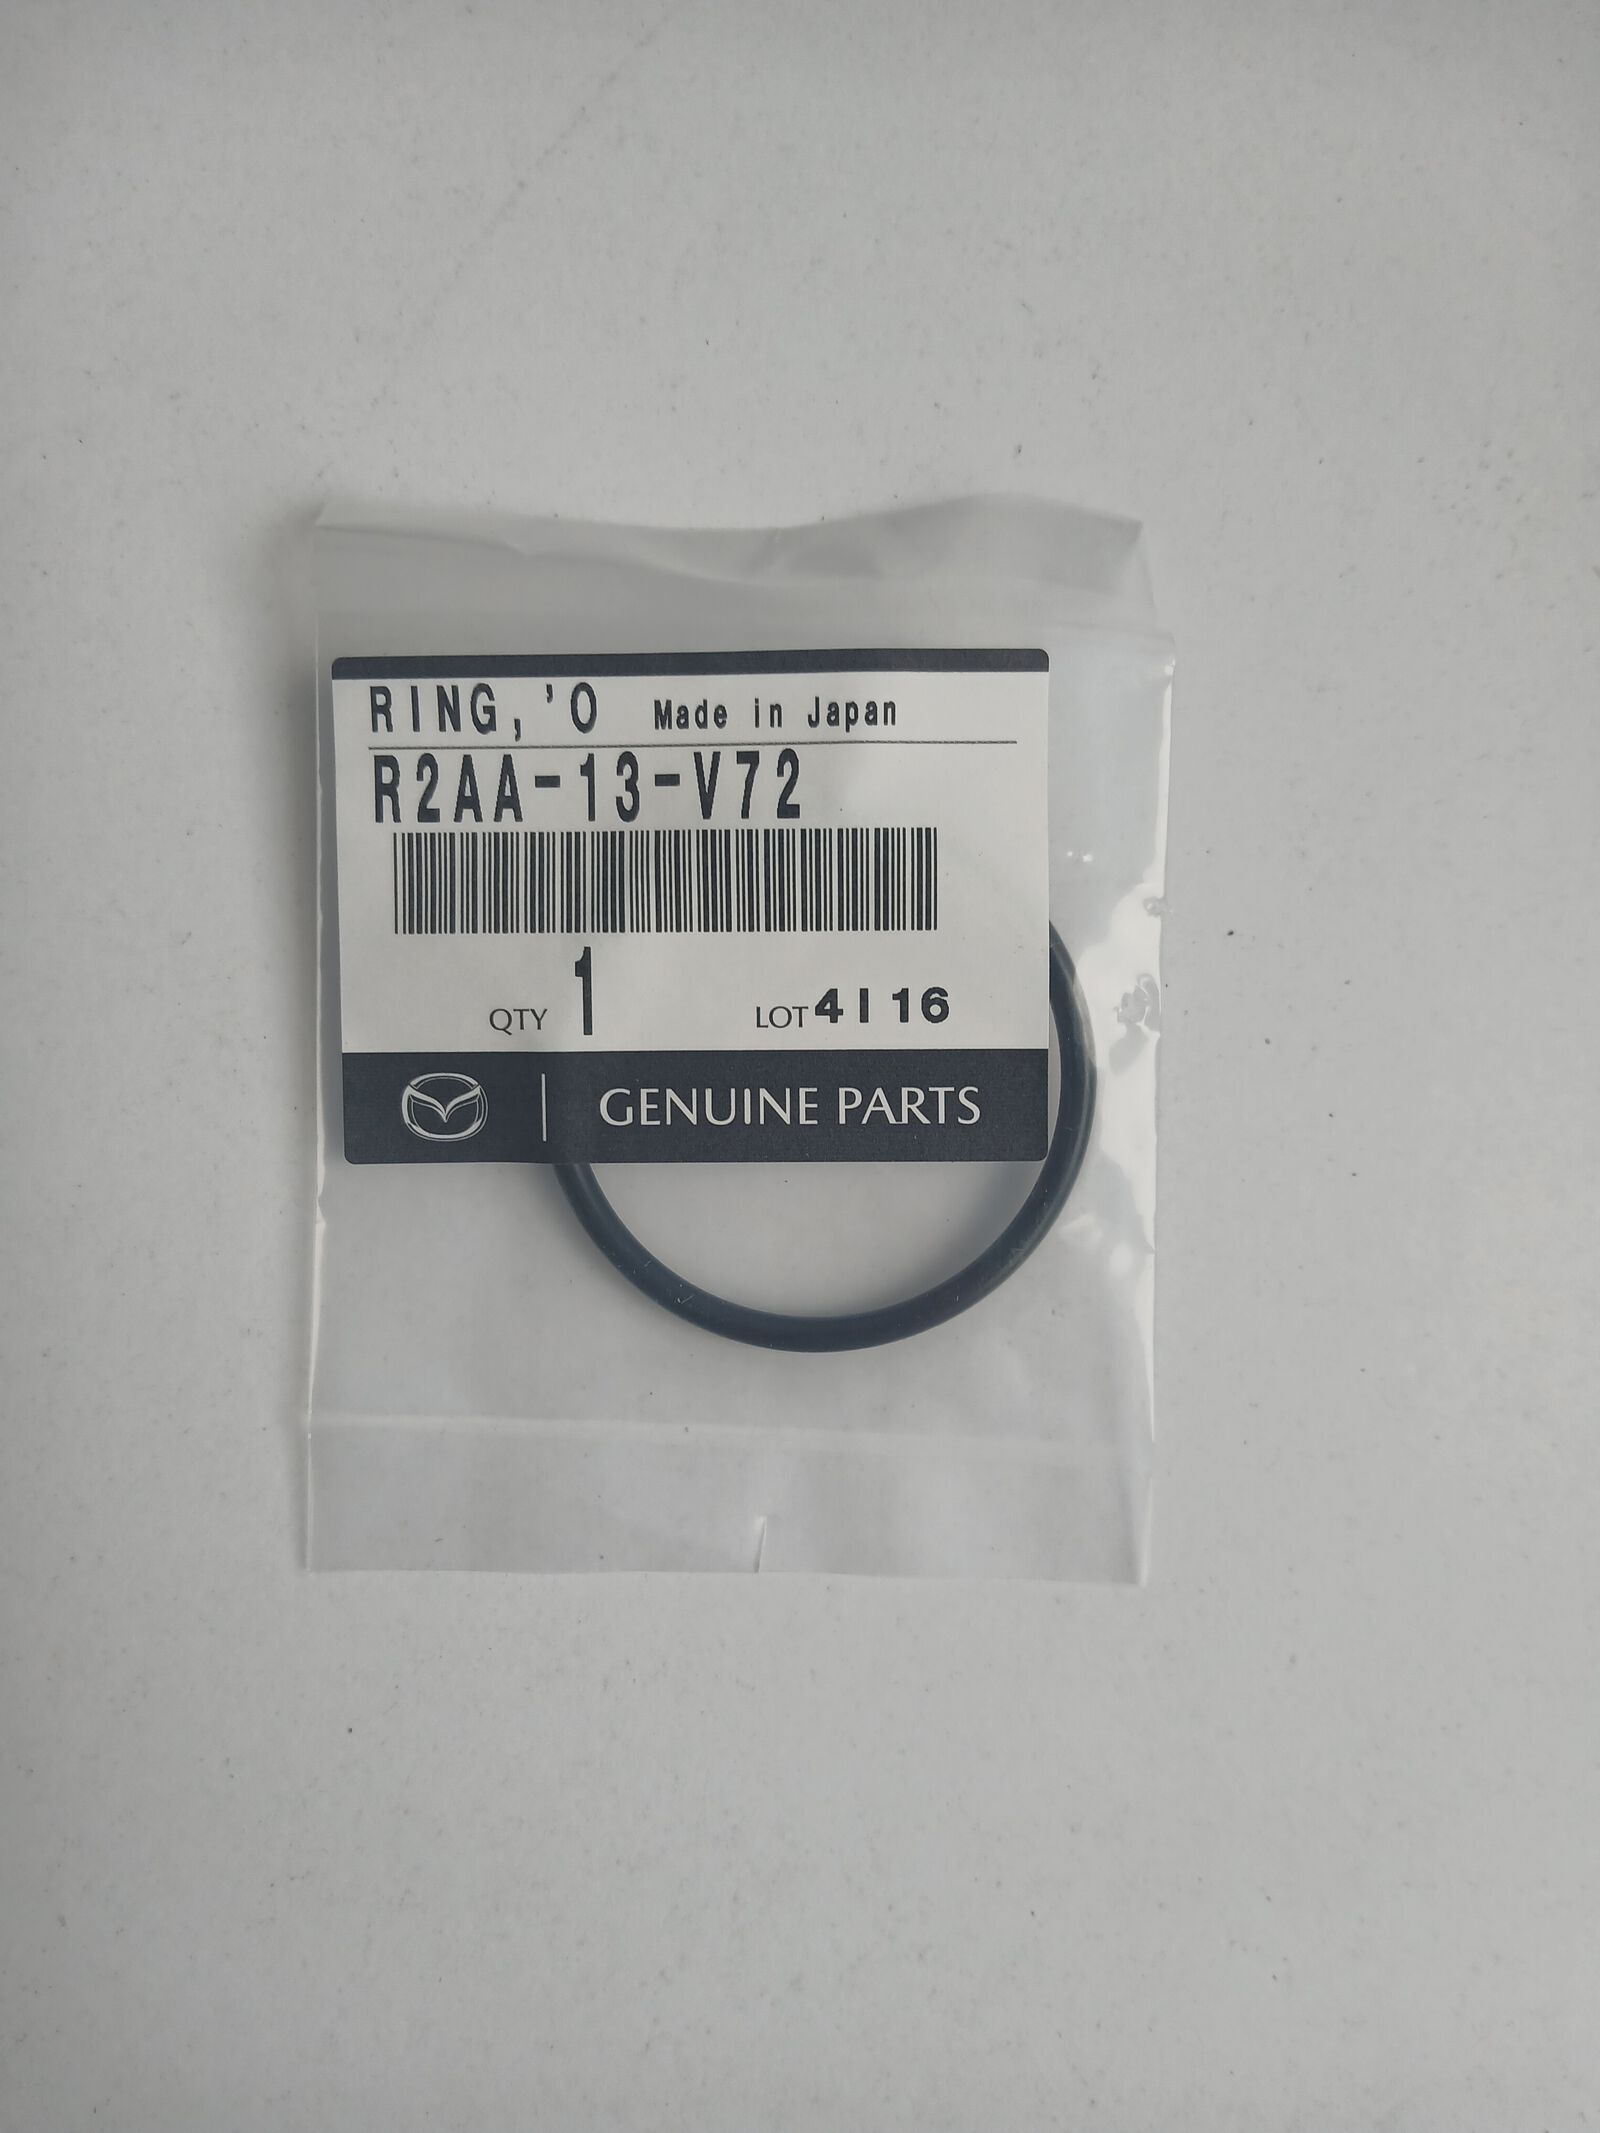 RING,'O Made in Japan
R2AA-13-V72
QTY 1 LOT 4I16
GENUINE PARTS